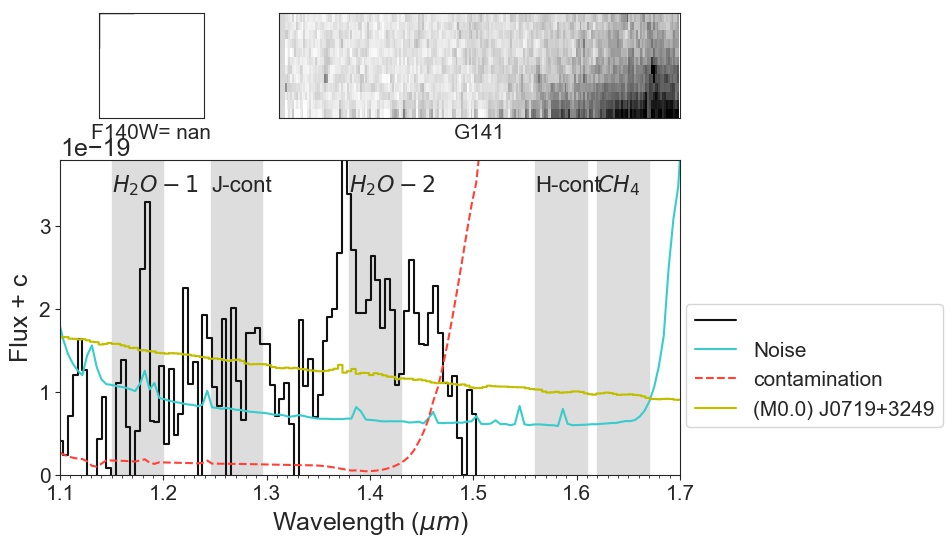 F140W= nan
G141
1e−19
H₂O − 1
J-cont
H₂O − 2
H-cont
CH₄
Flux + c
3
2
1
0
1.1
1.2
1.3
1.4
1.5
1.6
1.7
Wavelength (μm)
Noise
contamination
(M0.0) J0719+3249